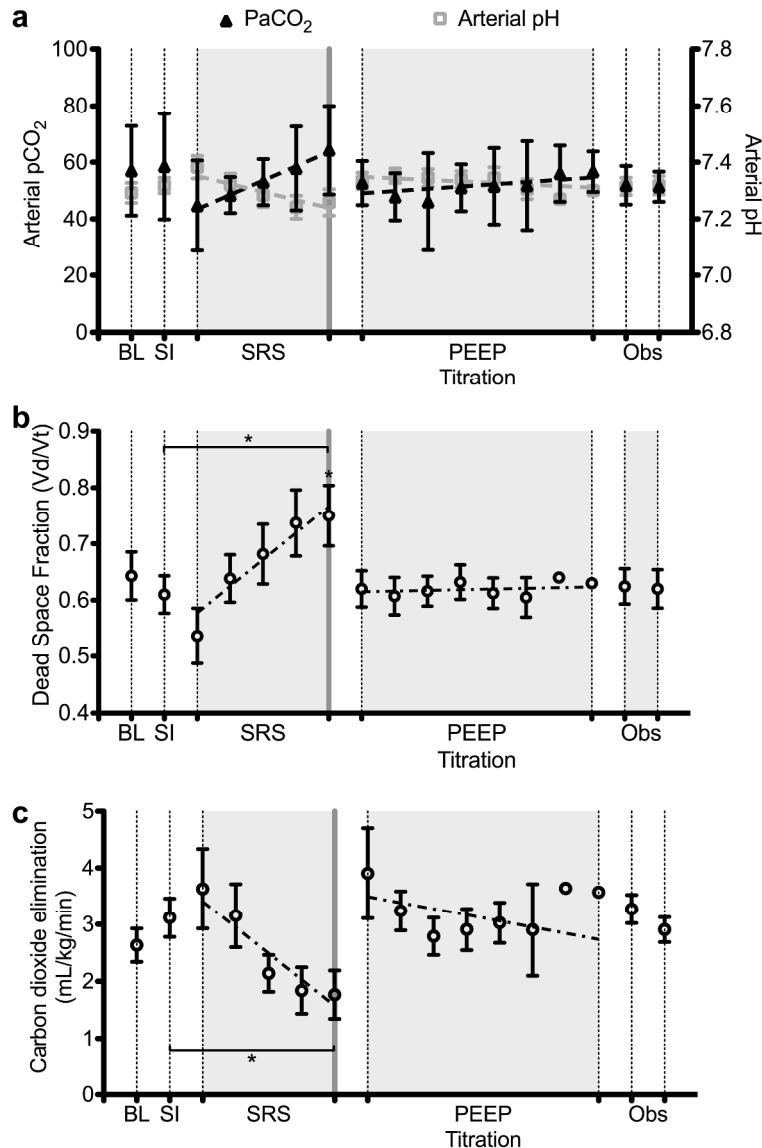 a
PaCO2 Arterial pH
100 7.8
80 7.6
60 7.4
40 7.2
20 7.0
0 6.8
Arterial pCO2
Arterial pH
BL SI SRS PEEP Obs
Titration
b
0.9
0.8
0.7
0.6
0.5
0.4
Dead Space Fraction (Vd/Vt)
*
*
BL SI SRS PEEP Obs
Titration
c
5
4
3
2
1
0
Carbon dioxide elimination
(mL/kg/min)
*
BL SI SRS PEEP Obs
Titration